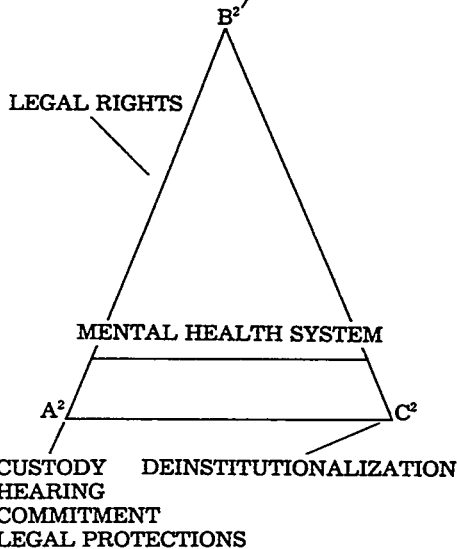 B²
LEGAL RIGHTS
MENTAL HEALTH SYSTEM
A²
C²
CUSTODY DEINSTITUTIONALIZATION
HEARING
COMMITMENT
LEGAL PROTECTIONS